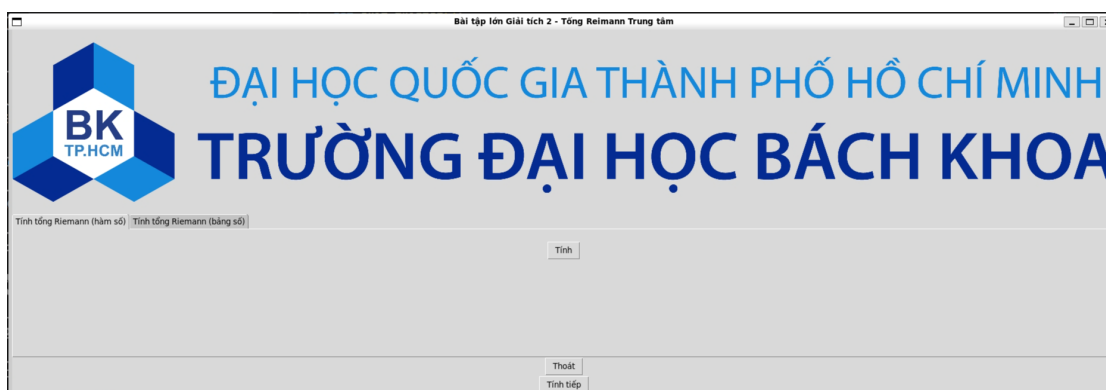 Bài tập lớn Giải tích 2 - Tổng Reimann Trung tâm
ĐẠI HỌC QUỐC GIA THÀNH PHỐ HỒ CHÍ MINH
BK
TP.HCM
TRƯỜNG ĐẠI HỌC BÁCH KHOA
Tính tổng Riemann (hàm số) Tính tổng Riemann (bảng số)
Tính
Thoát
Tính tiếp